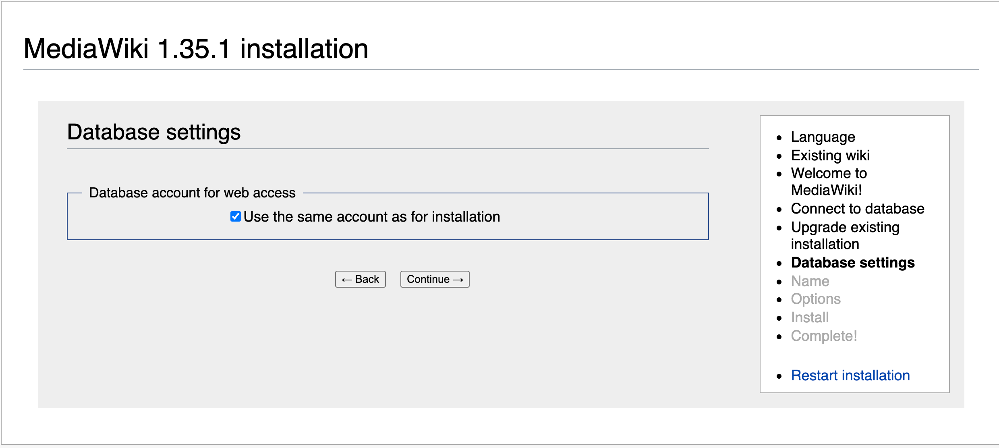 MediaWiki 1.35.1 installation
Database settings
Database account for web access
Use the same account as for installation
← Back
Continue →
Language
Existing wiki
Welcome to
MediaWiki!
Connect to database
Upgrade existing
installation
Database settings
Name
Options
Install
Complete!
Restart installation